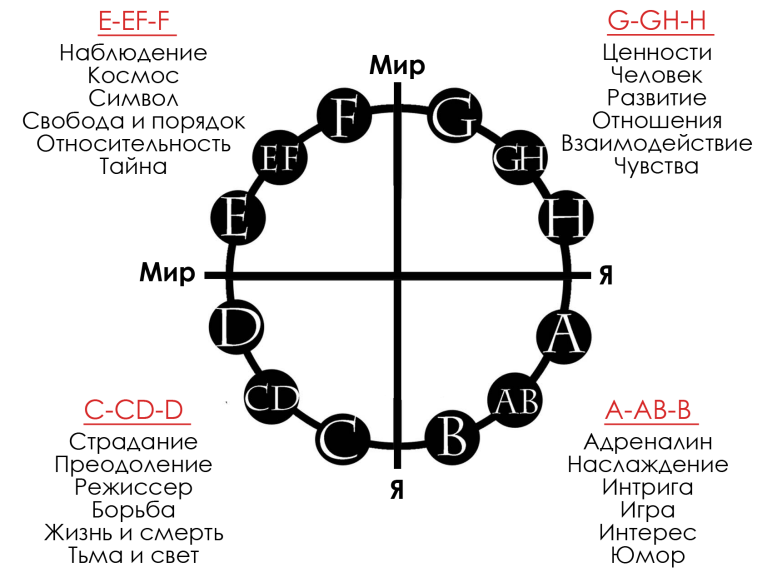 E-EF-F
Наблюдение
Космос
Символ
Свобода и порядок
Относительность
Тайна
G-GH-H
Ценности
Человек
Развитие
Отношения
Взаимодействие
Чувства
Мир
F
G
EF
GH
E
H
Мир
Я
D
A
CD
AB
C
B
Я
C-CD-D
Страдание
Преодоление
Режиссер
Борьба
Жизнь и смерть
Тьма и свет
A-AB-B
Адреналин
Наслаждение
Интрига
Игра
Интерес
Юмор